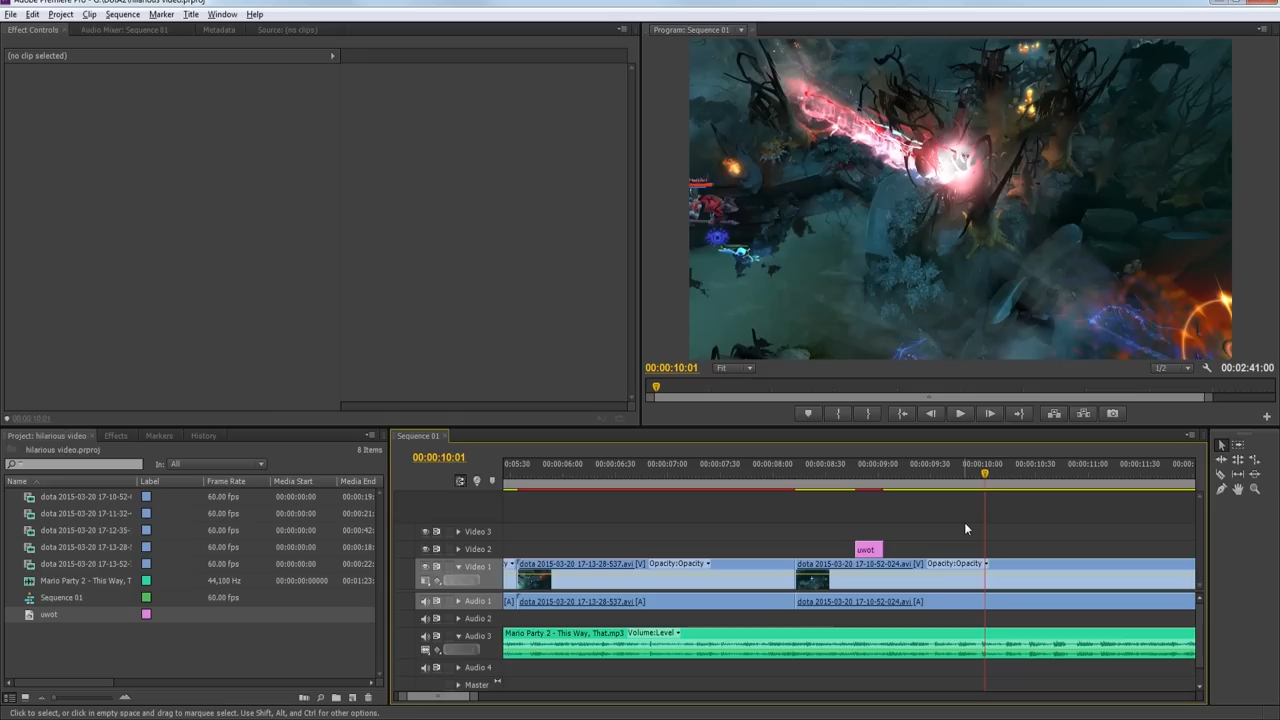 Adobe Premiere Pro - G:\Dota2\hilarious video.prproj
File Edit Project Clip Sequence Marker Title Window Help
Effect Controls Audio Mixer: Sequence 01 Metadata Source: (no clips)
(no clip selected)
00:00:10:01
Program: Sequence 01
00:00:10:01 Fit 1/2 00:02:41:00
Project: hilarious video Effects Markers History
hilarious video.prproj 8 Items
In: All
Name Label Frame Rate Media Start Media End
dota 2015-03-20 17-10-52- 60.00 fps 00:00:00:00 00:00:19:
dota 2015-03-20 17-11-32- 60.00 fps 00:00:00:00 00:00:21:
dota 2015-03-20 17-12-35- 60.00 fps 00:00:00:00 00:00:42:
dota 2015-03-20 17-13-28- 60.00 fps 00:00:00:00 00:00:18:
dota 2015-03-20 17-13-52- 60.00 fps 00:00:00:00 00:00:22:
Mario Party 2 - This Way, T 44,100 Hz 00:00:00:00000 00:01:23:
Sequence 01 60.00 fps
uwot
Sequence 01
00:00:10:01
0:05:30 00:00:06:00 00:00:06:30 00:00:07:00 00:00:07:30 00:00:08:00 00:00:08:30 00:00:09:00 00:00:09:30 00:00:10:00 00:00:10:30 00:00:11:00 00:00:11:30 00:00:
Video 3
Video 2 uwot
Video 1 dota 2015-03-20 17-13-28-537.avi [V] Opacity:Opacity dota 2015-03-20 17-10-52-024.avi [V] Opacity:Opacity
Audio 1 [A] dota 2015-03-20 17-13-28-537.avi [A] dota 2015-03-20 17-10-52-024.avi [A]
Audio 2
Audio 3 Mario Party 2 - This Way, That.mp3 Volume:Level
Audio 4
Master
Click to select, or click in empty space and drag to marquee select. Use Shift, Alt, and Ctrl for other options.